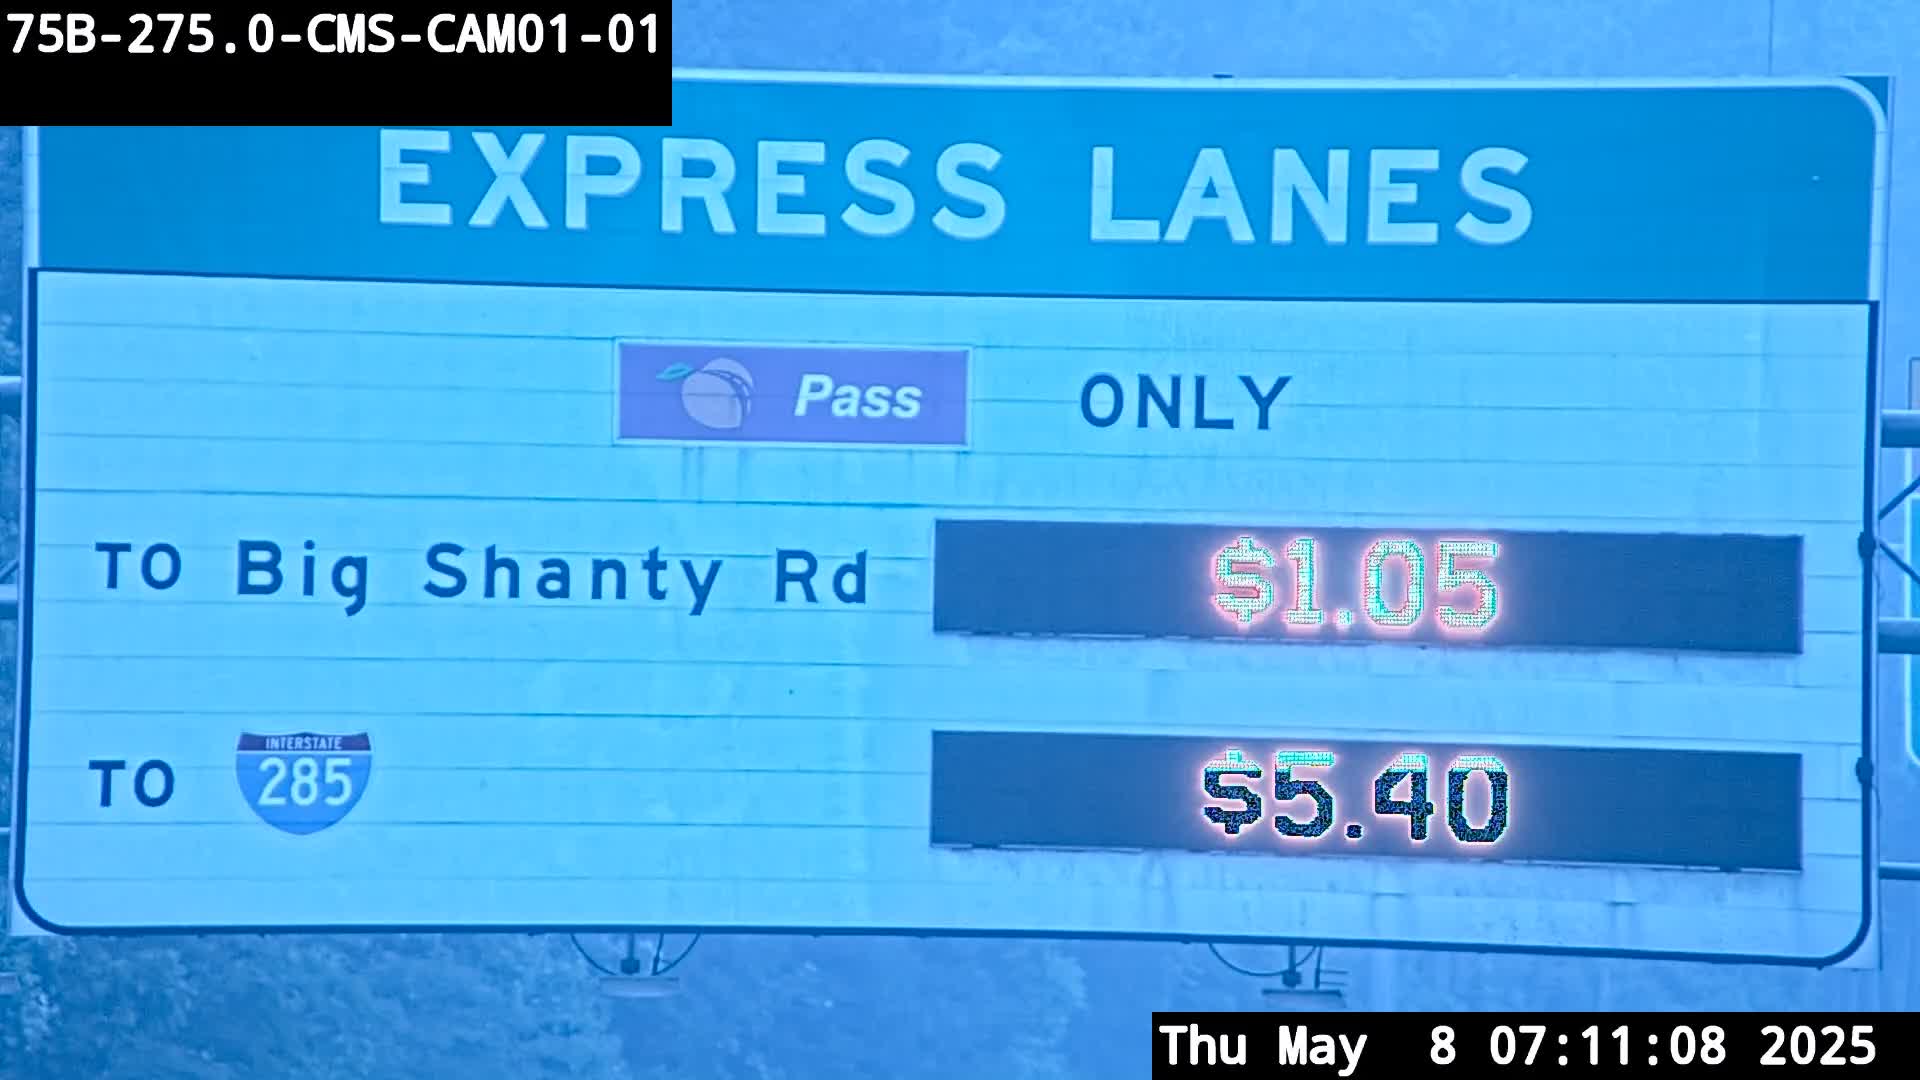 75B-275.0-CMS-CAM01-01
EXPRESS LANES
Pass ONLY
TO Big Shanty Rd $1.05
TO INTERSTATE 285 $5.40
Thu May 8 07:11:08 2025